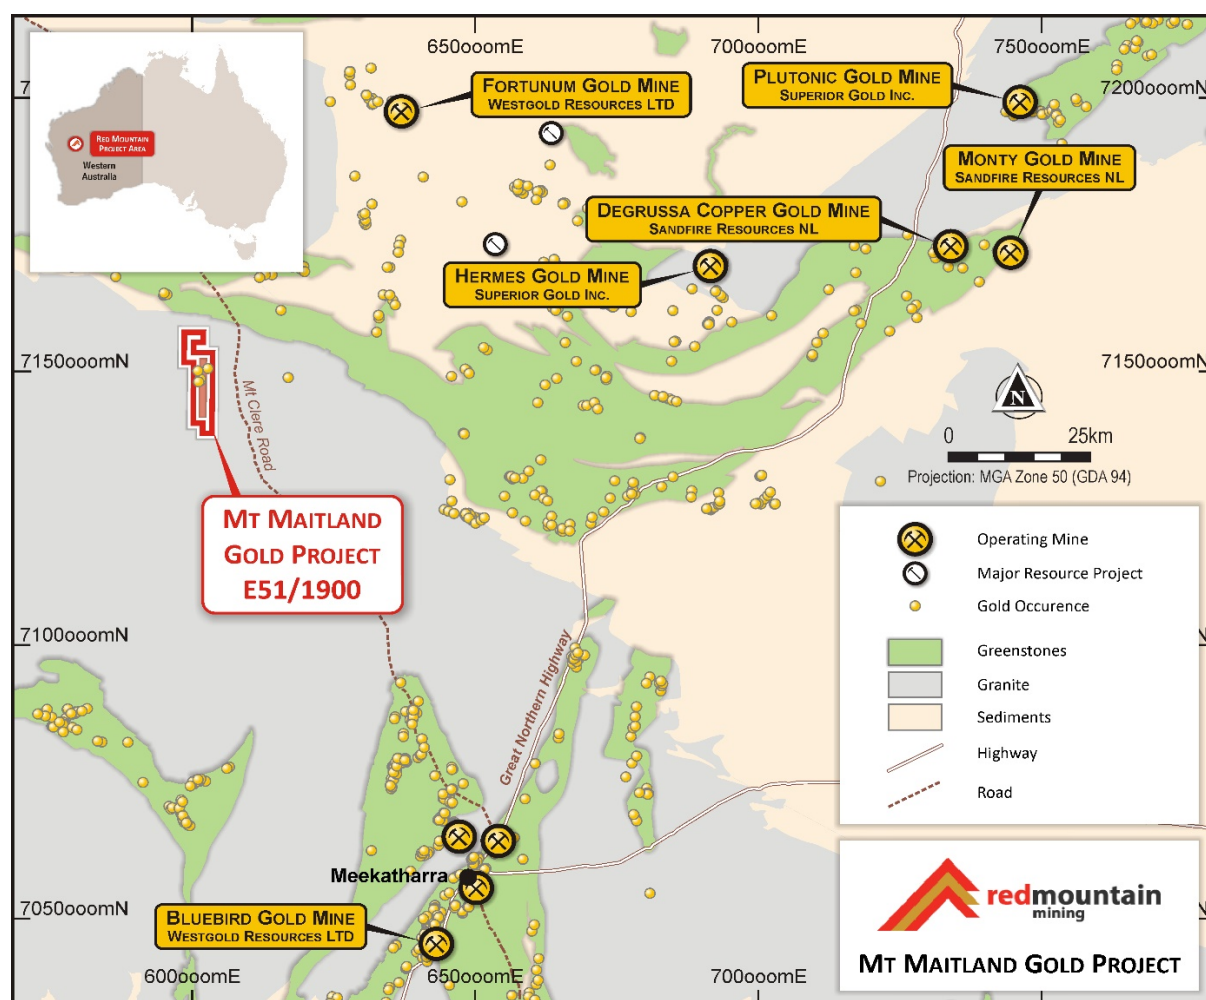 650000mE
700000mE
750000mE
7200000mN
RED MOUNTAIN
PROJECT AREA
Western
Australia
FORTUNUM GOLD MINE
WESTGOLD RESOURCES LTD
PLUTONIC GOLD MINE
SUPERIOR GOLD INC.
MONTY GOLD MINE
SANDFIRE RESOURCES NL
DEGRUSSA COPPER GOLD MINE
SANDFIRE RESOURCES NL
HERMES GOLD MINE
SUPERIOR GOLD INC.
7150000mN
7150000mN
Mt Clere Road
N
0 25km
Projection: MGA Zone 50 (GDA 94)
MT MAITLAND
GOLD PROJECT
E51/1900
Operating Mine
Major Resource Project
Gold Occurence
Greenstones
Granite
Sediments
Highway
Road
7100000mN
Great Northern Highway
Meekatharra
7050000mN
BLUEBIRD GOLD MINE
WESTGOLD RESOURCES LTD
600000mE
650000mE
700000mE
redmountain
mining
MT MAITLAND GOLD PROJECT